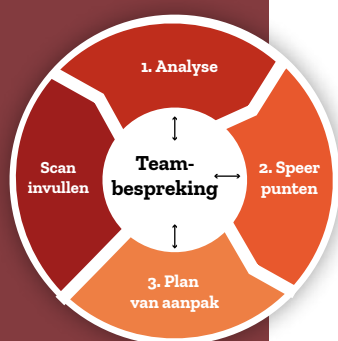 1. Analyse
Team-
bespreking
Scan
invullen
2. Speer
punten
3. Plan
van aanpak